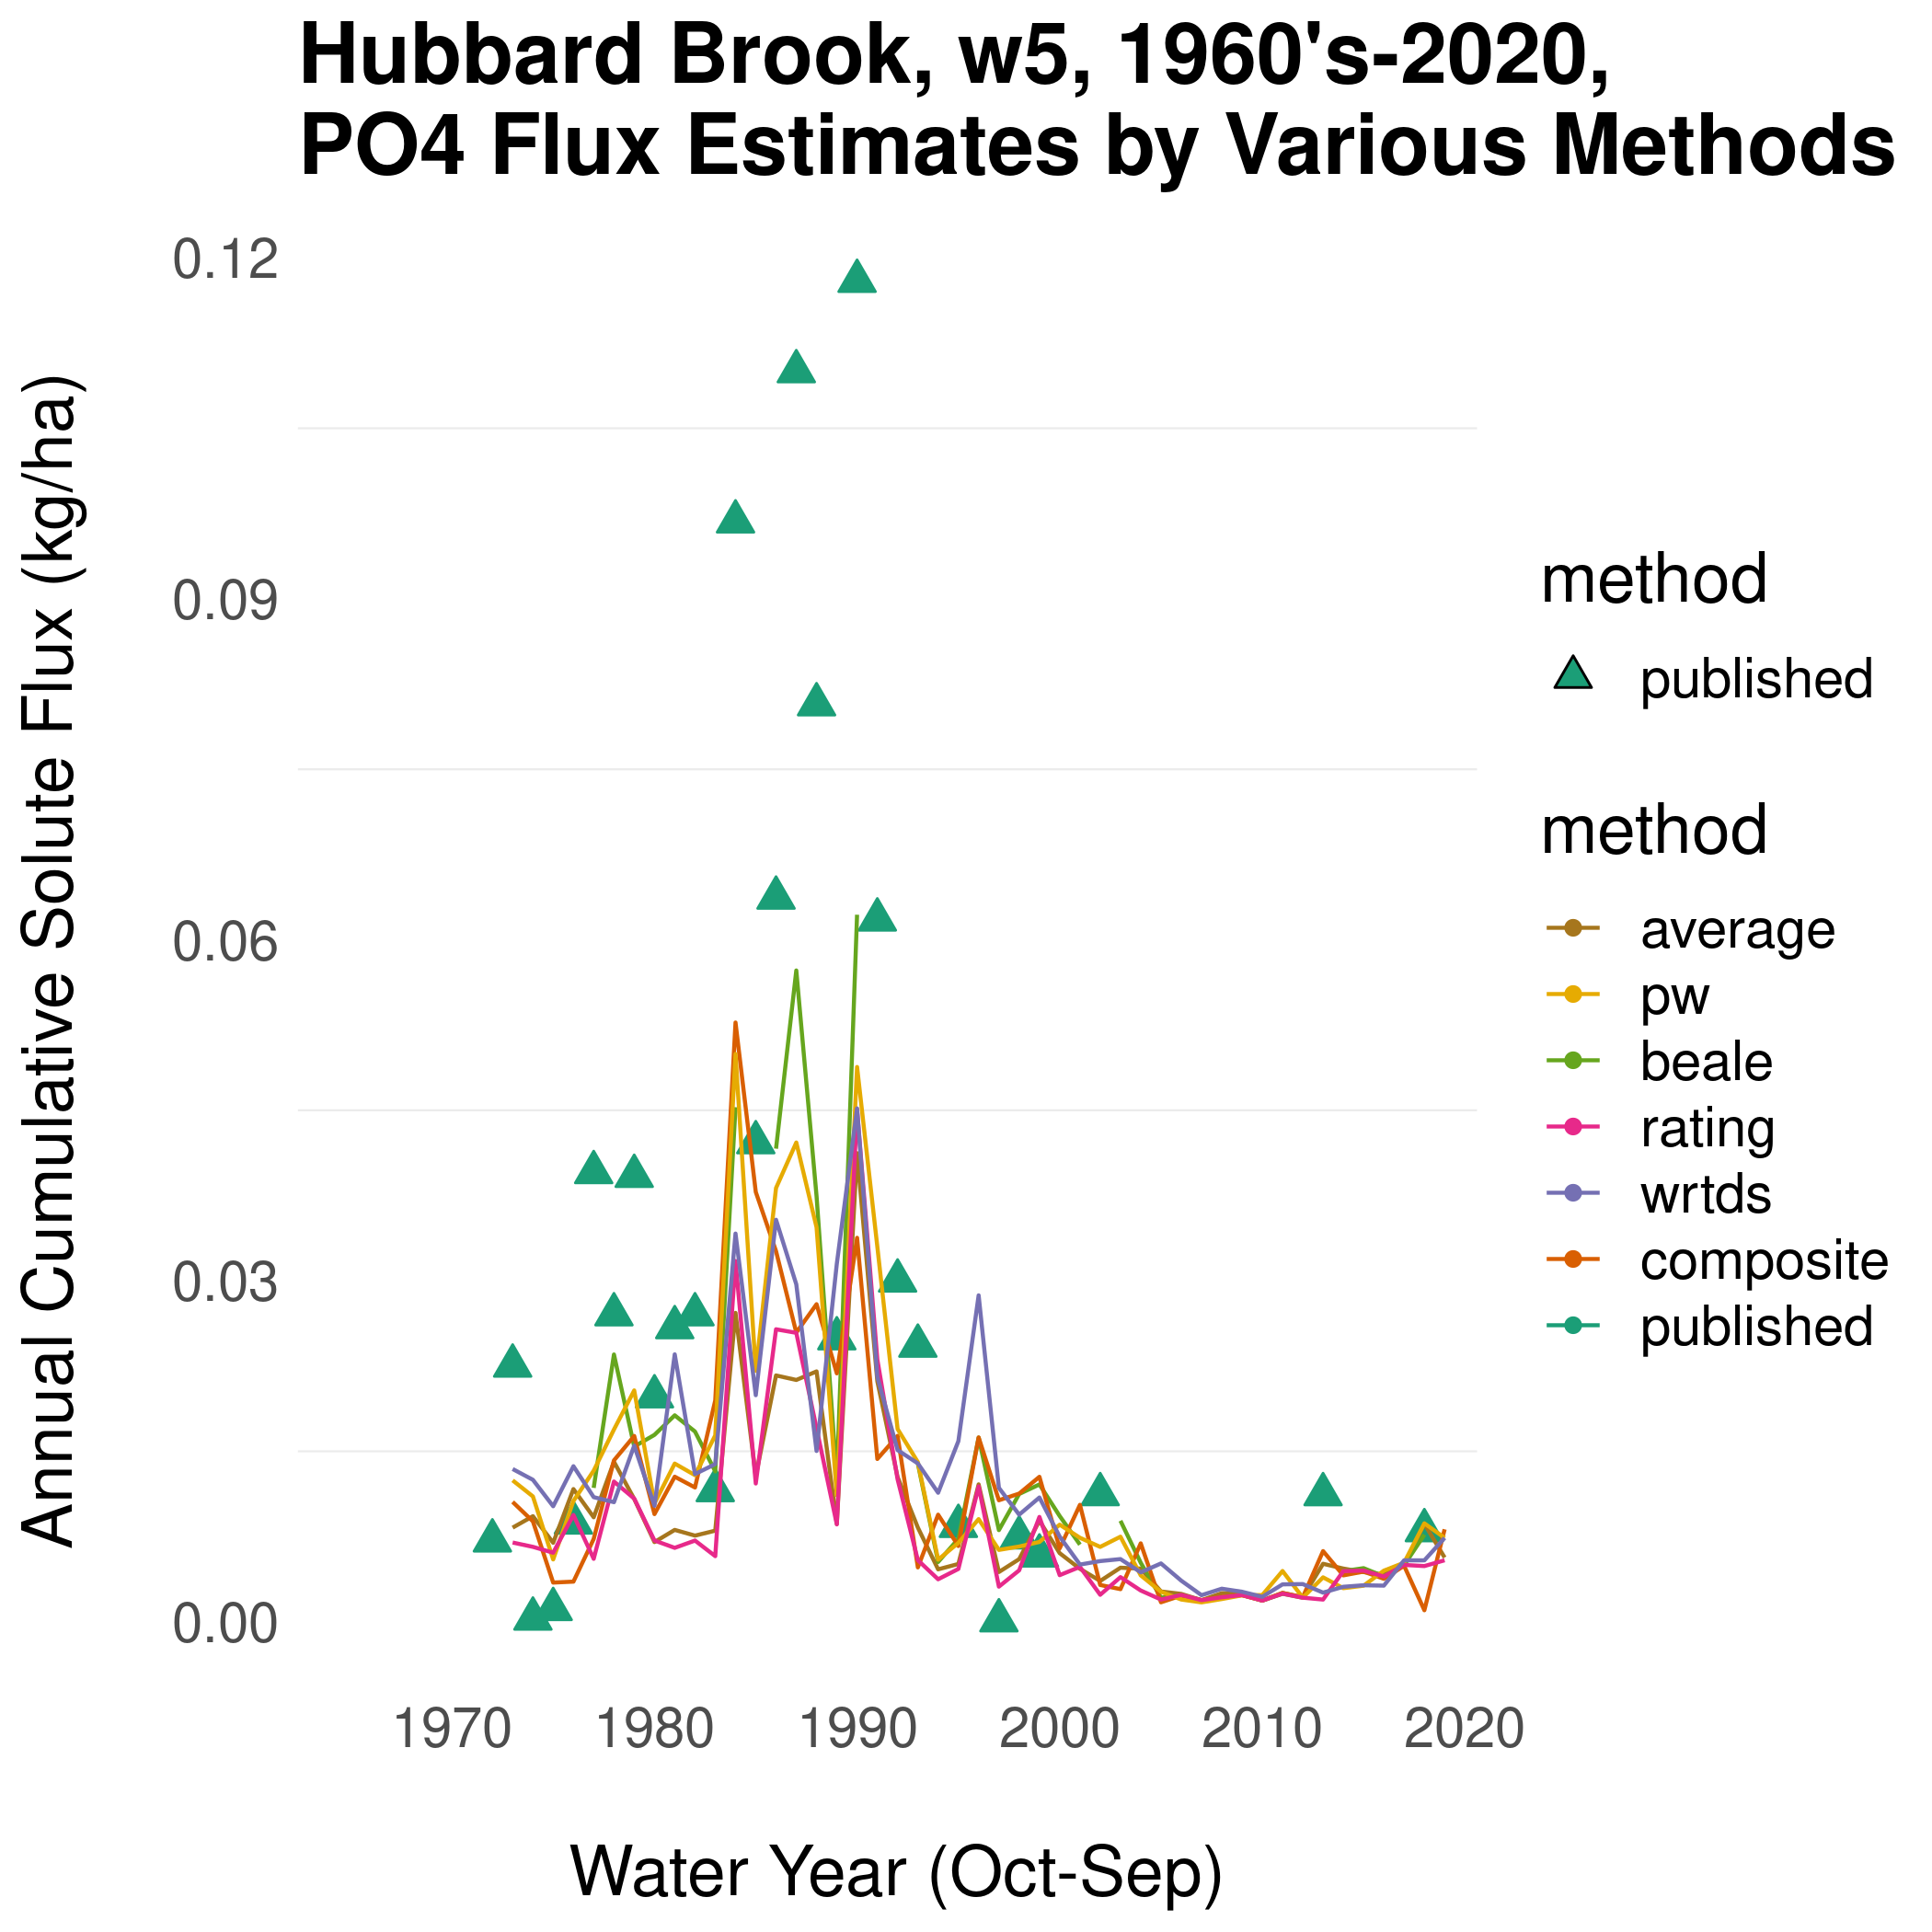 Hubbard Brook, w5, 1960's-2020,
PO4 Flux Estimates by Various Methods
Annual Cumulative Solute Flux (kg/ha)
0.12
0.09
0.06
0.03
0.00
1970 1980 1990 2000 2010 2020
Water Year (Oct-Sep)
method
published
method
average
pw
beale
rating
wrtds
composite
published